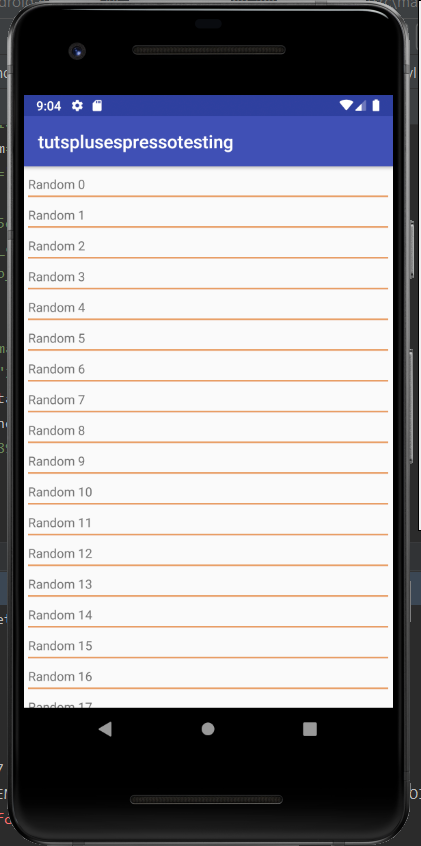 9:04
tutsplusespressotesting
Random 0
Random 1
Random 2
Random 3
Random 4
Random 5
Random 6
Random 7
Random 8
Random 9
Random 10
Random 11
Random 12
Random 13
Random 14
Random 15
Random 16
Random 17